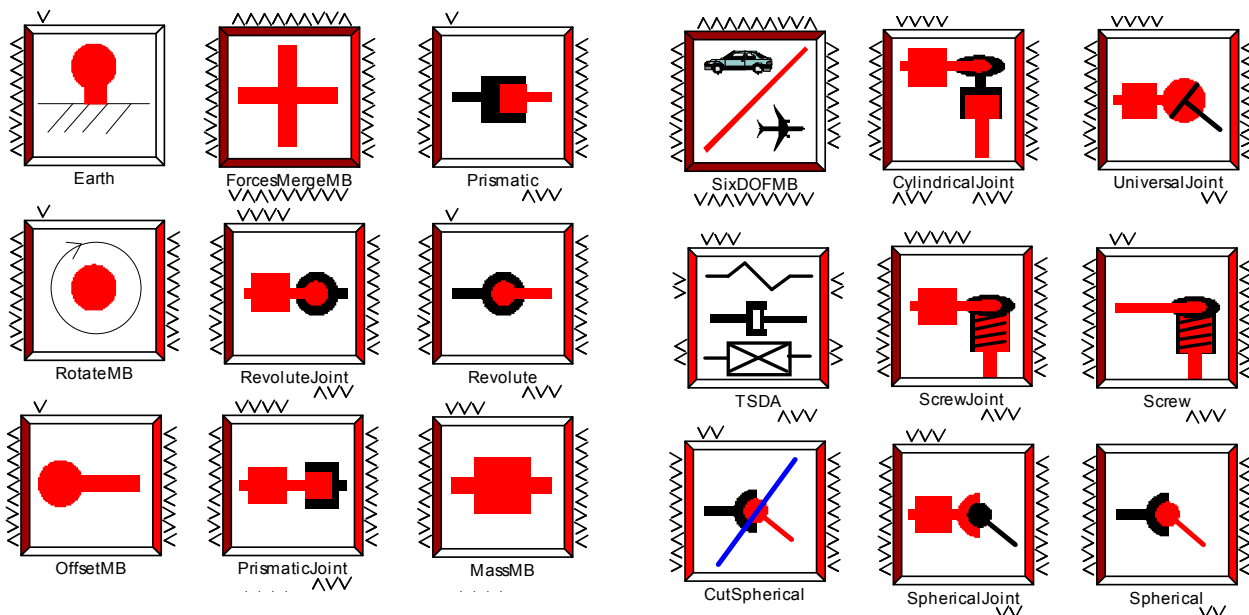 Earth ForcesMergeMB Prismatic SixDOFMB CylindricalJoint UniversalJoint
RotateMB RevoluteJoint Revolute TSDA ScrewJoint Screw
OffsetMB PrismaticJoint MassMB CutSpherical SphericalJoint Spherical